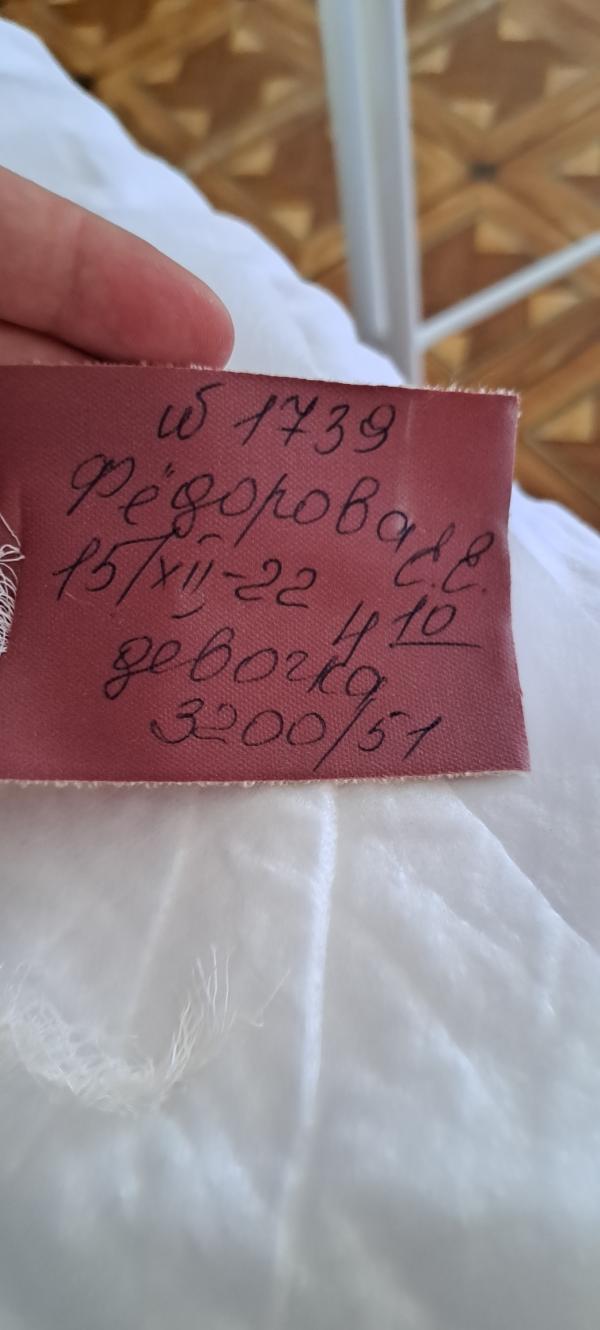 № 1739
Фёдорова Е.Е.
15/XII-22 4 10
девочка
3200/51